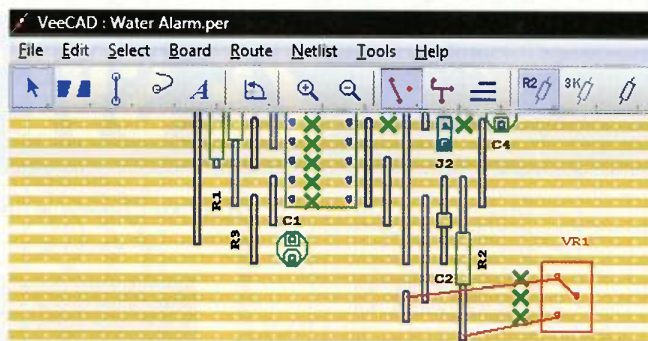 VeeCAD : Water Alarm.per
File Edit Select Board Route Netlist Tools Help
A R2 3K
J2 C4
R1 R3 C1 C2 R2 VR1